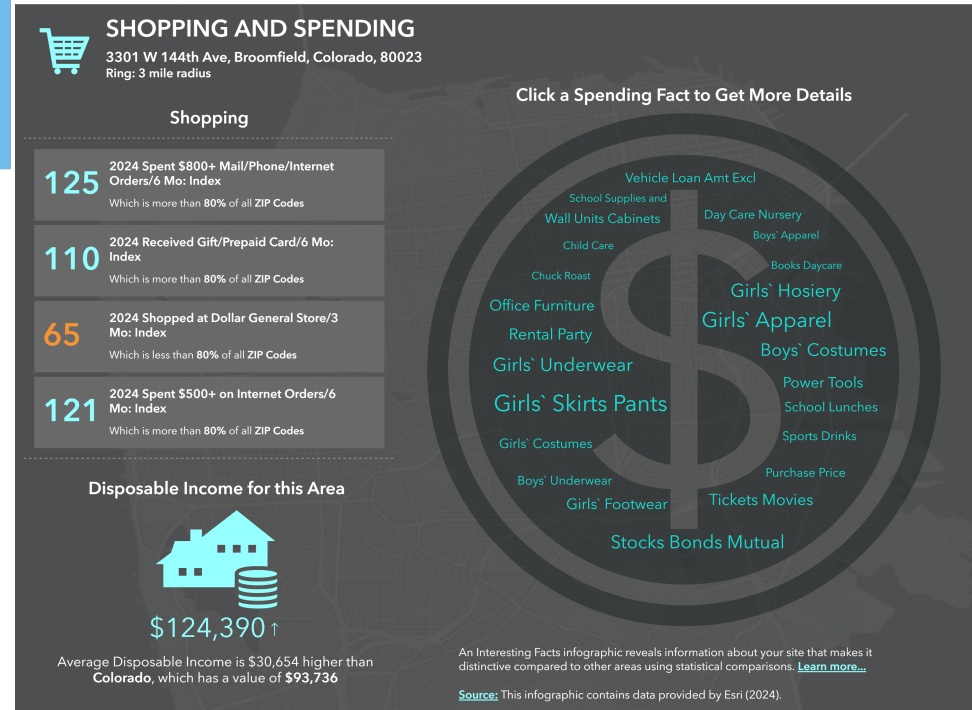 SHOPPING AND SPENDING
3301 W 144th Ave, Broomfield, Colorado, 80023
Ring: 3 mile radius
Shopping
125
2024 Spent $800+ Mail/Phone/Internet
Orders/6 Mo: Index
Which is more than 80% of all ZIP Codes
110
2024 Received Gift/Prepaid Card/6 Mo:
Index
Which is more than 80% of all ZIP Codes
65
2024 Shopped at Dollar General Store/3
Mo: Index
Which is less than 80% of all ZIP Codes
121
2024 Spent $500+ on Internet Orders/6
Mo: Index
Which is more than 80% of all ZIP Codes
Disposable Income for this Area
$124,390↑
Average Disposable Income is $30,654 higher than
Colorado, which has a value of $93,736
Click a Spending Fact to Get More Details
Vehicle Loan Amt Excl
School Supplies and
Wall Units Cabinets
Day Care Nursery
Child Care
Boys` Apparel
Chuck Roast
Books Daycare
Girls` Hosiery
Office Furniture
Girls` Apparel
Rental Party
Boys` Costumes
Girls` Underwear
Power Tools
Girls` Skirts Pants
School Lunches
Girls` Costumes
Sports Drinks
Boys` Underwear
Purchase Price
Girls` Footwear
Tickets Movies
Stocks Bonds Mutual
$
An Interesting Facts infographic reveals information about your site that makes it
distinctive compared to other areas using statistical comparisons. Learn more...
Source: This infographic contains data provided by Esri (2024).